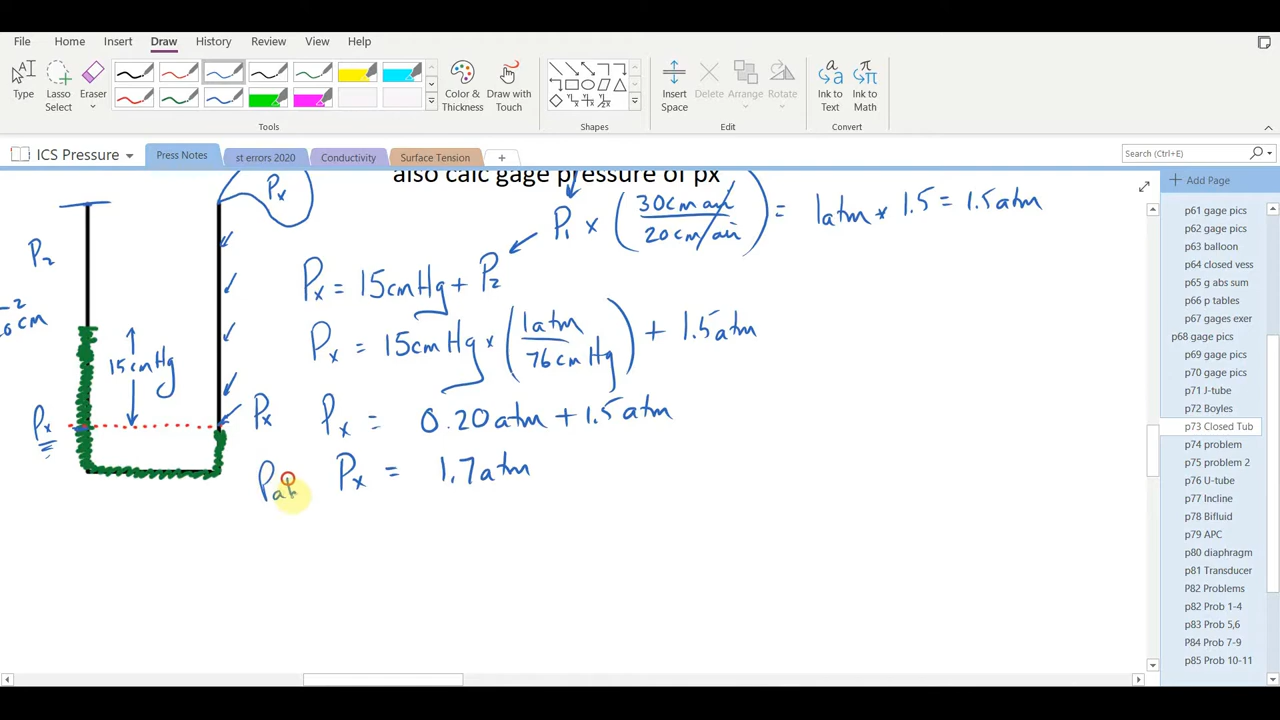 File Home Insert Draw History Review View Help
Type Lasso Select Eraser Color & Thickness Draw with Touch Shapes Insert Space Delete Arrange Rotate Ink to Text Ink to Math
Tools Shapes Edit Convert
ICS Pressure Press Notes st errors 2020 Conductivity Surface Tension + Search (Ctrl+E)
Add Page
p61 gage pics
p62 gage pics
p63 balloon
p64 closed vess
p65 g abs sum
p66 p tables
p67 gages exer
p68 gage pics
p69 gage pics
p70 gage pics
p71 J-tube
p72 Boyles
p73 Closed Tub
p74 problem
p75 problem 2
p76 U-tube
p77 Incline
p78 Bifluid
p79 APC
p80 diaphragm
p81 Transducer
P82 Problems
p82 Prob 1-4
p83 Prob 5,6
P84 Prob 7-9
p85 Prob 10-11
also calc gage pressure of px
Px
P1 x (30cm air / 20cm air) = 1atm * 1.5 = 1.5atm
P2
Px = 15cmHg + P2
Px = 15cmHg * (1atm / 76cmHg) + 1.5atm
15cmHg
Px
Px
Px = 0.20atm + 1.5atm
Px = 1.7atm